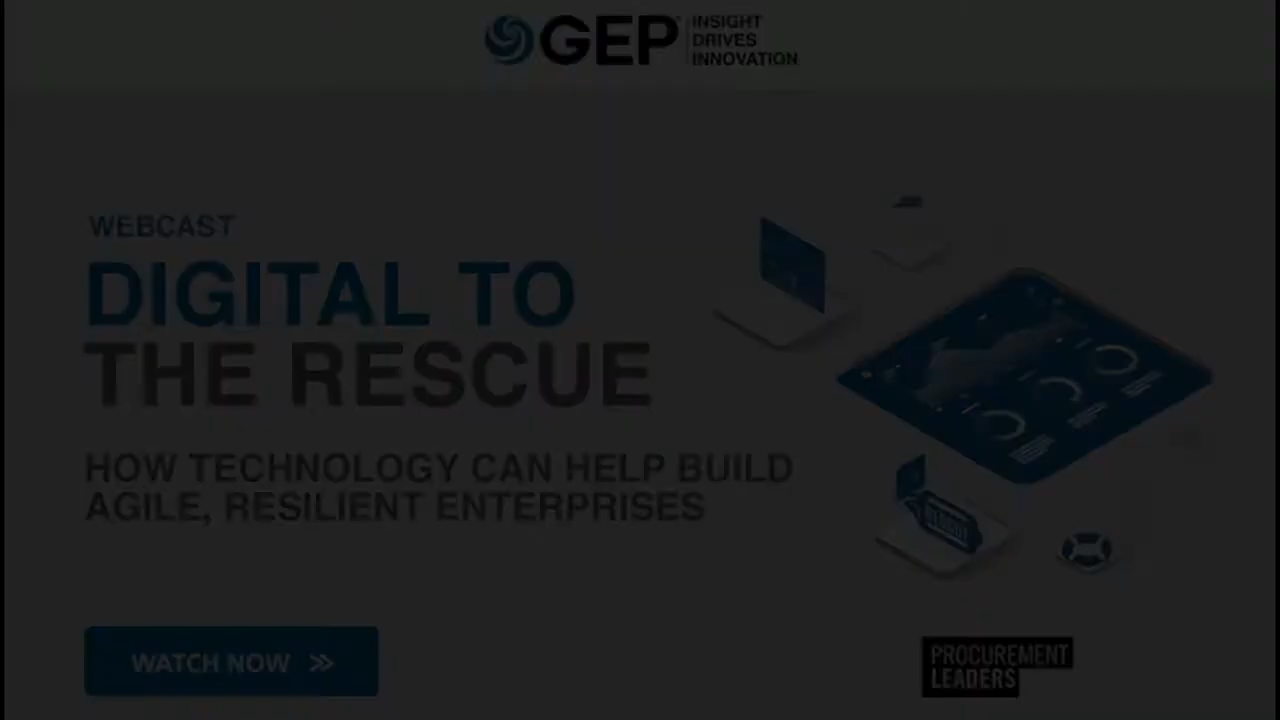 GEP
INSIGHT
DRIVES
INNOVATION
WEBCAST
DIGITAL TO
THE RESCUE
HOW TECHNOLOGY CAN HELP BUILD
AGILE, RESILIENT ENTERPRISES
WATCH NOW
PROCUREMENT
LEADERS